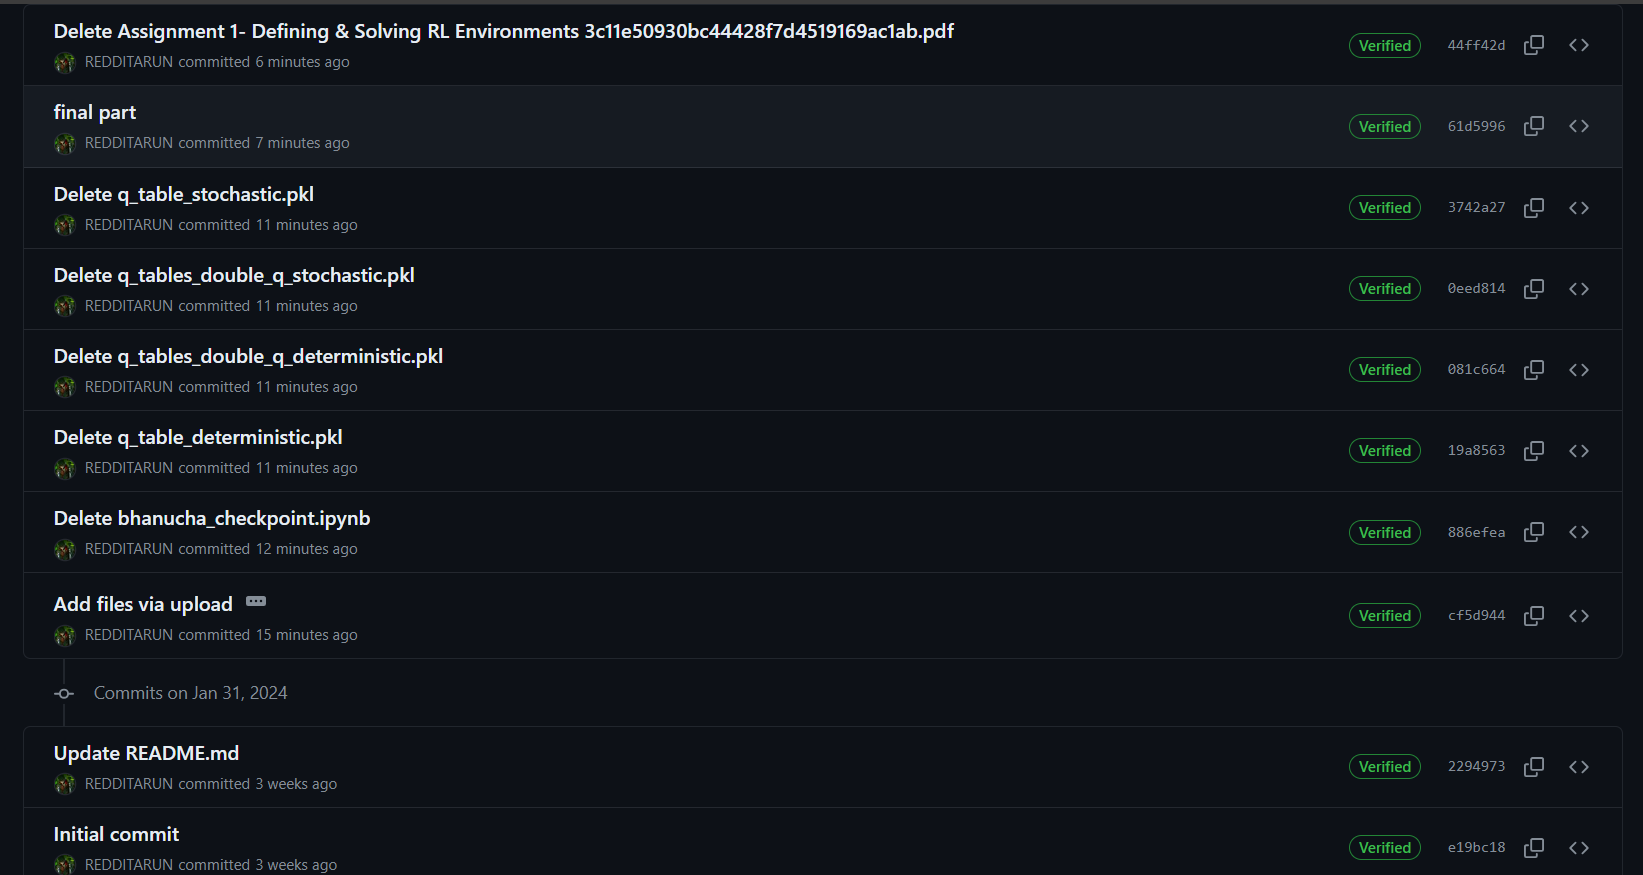 Delete Assignment 1- Defining & Solving RL Environments 3c11e50930bc44428f7d4519169ac1ab.pdf
REDDITARUN committed 6 minutes ago
Verified 44ff42d
final part
REDDITARUN committed 7 minutes ago
Verified 61d5996
Delete q_table_stochastic.pkl
REDDITARUN committed 11 minutes ago
Verified 3742a27
Delete q_tables_double_q_stochastic.pkl
REDDITARUN committed 11 minutes ago
Verified 0eed814
Delete q_tables_double_q_deterministic.pkl
REDDITARUN committed 11 minutes ago
Verified 081c664
Delete q_table_deterministic.pkl
REDDITARUN committed 11 minutes ago
Verified 19a8563
Delete bhanucha_checkpoint.ipynb
REDDITARUN committed 12 minutes ago
Verified 886efea
Add files via upload
REDDITARUN committed 15 minutes ago
Verified cf5d944
Commits on Jan 31, 2024
Update README.md
REDDITARUN committed 3 weeks ago
Verified 2294973
Initial commit
REDDITARUN committed 3 weeks ago
Verified e19bc18